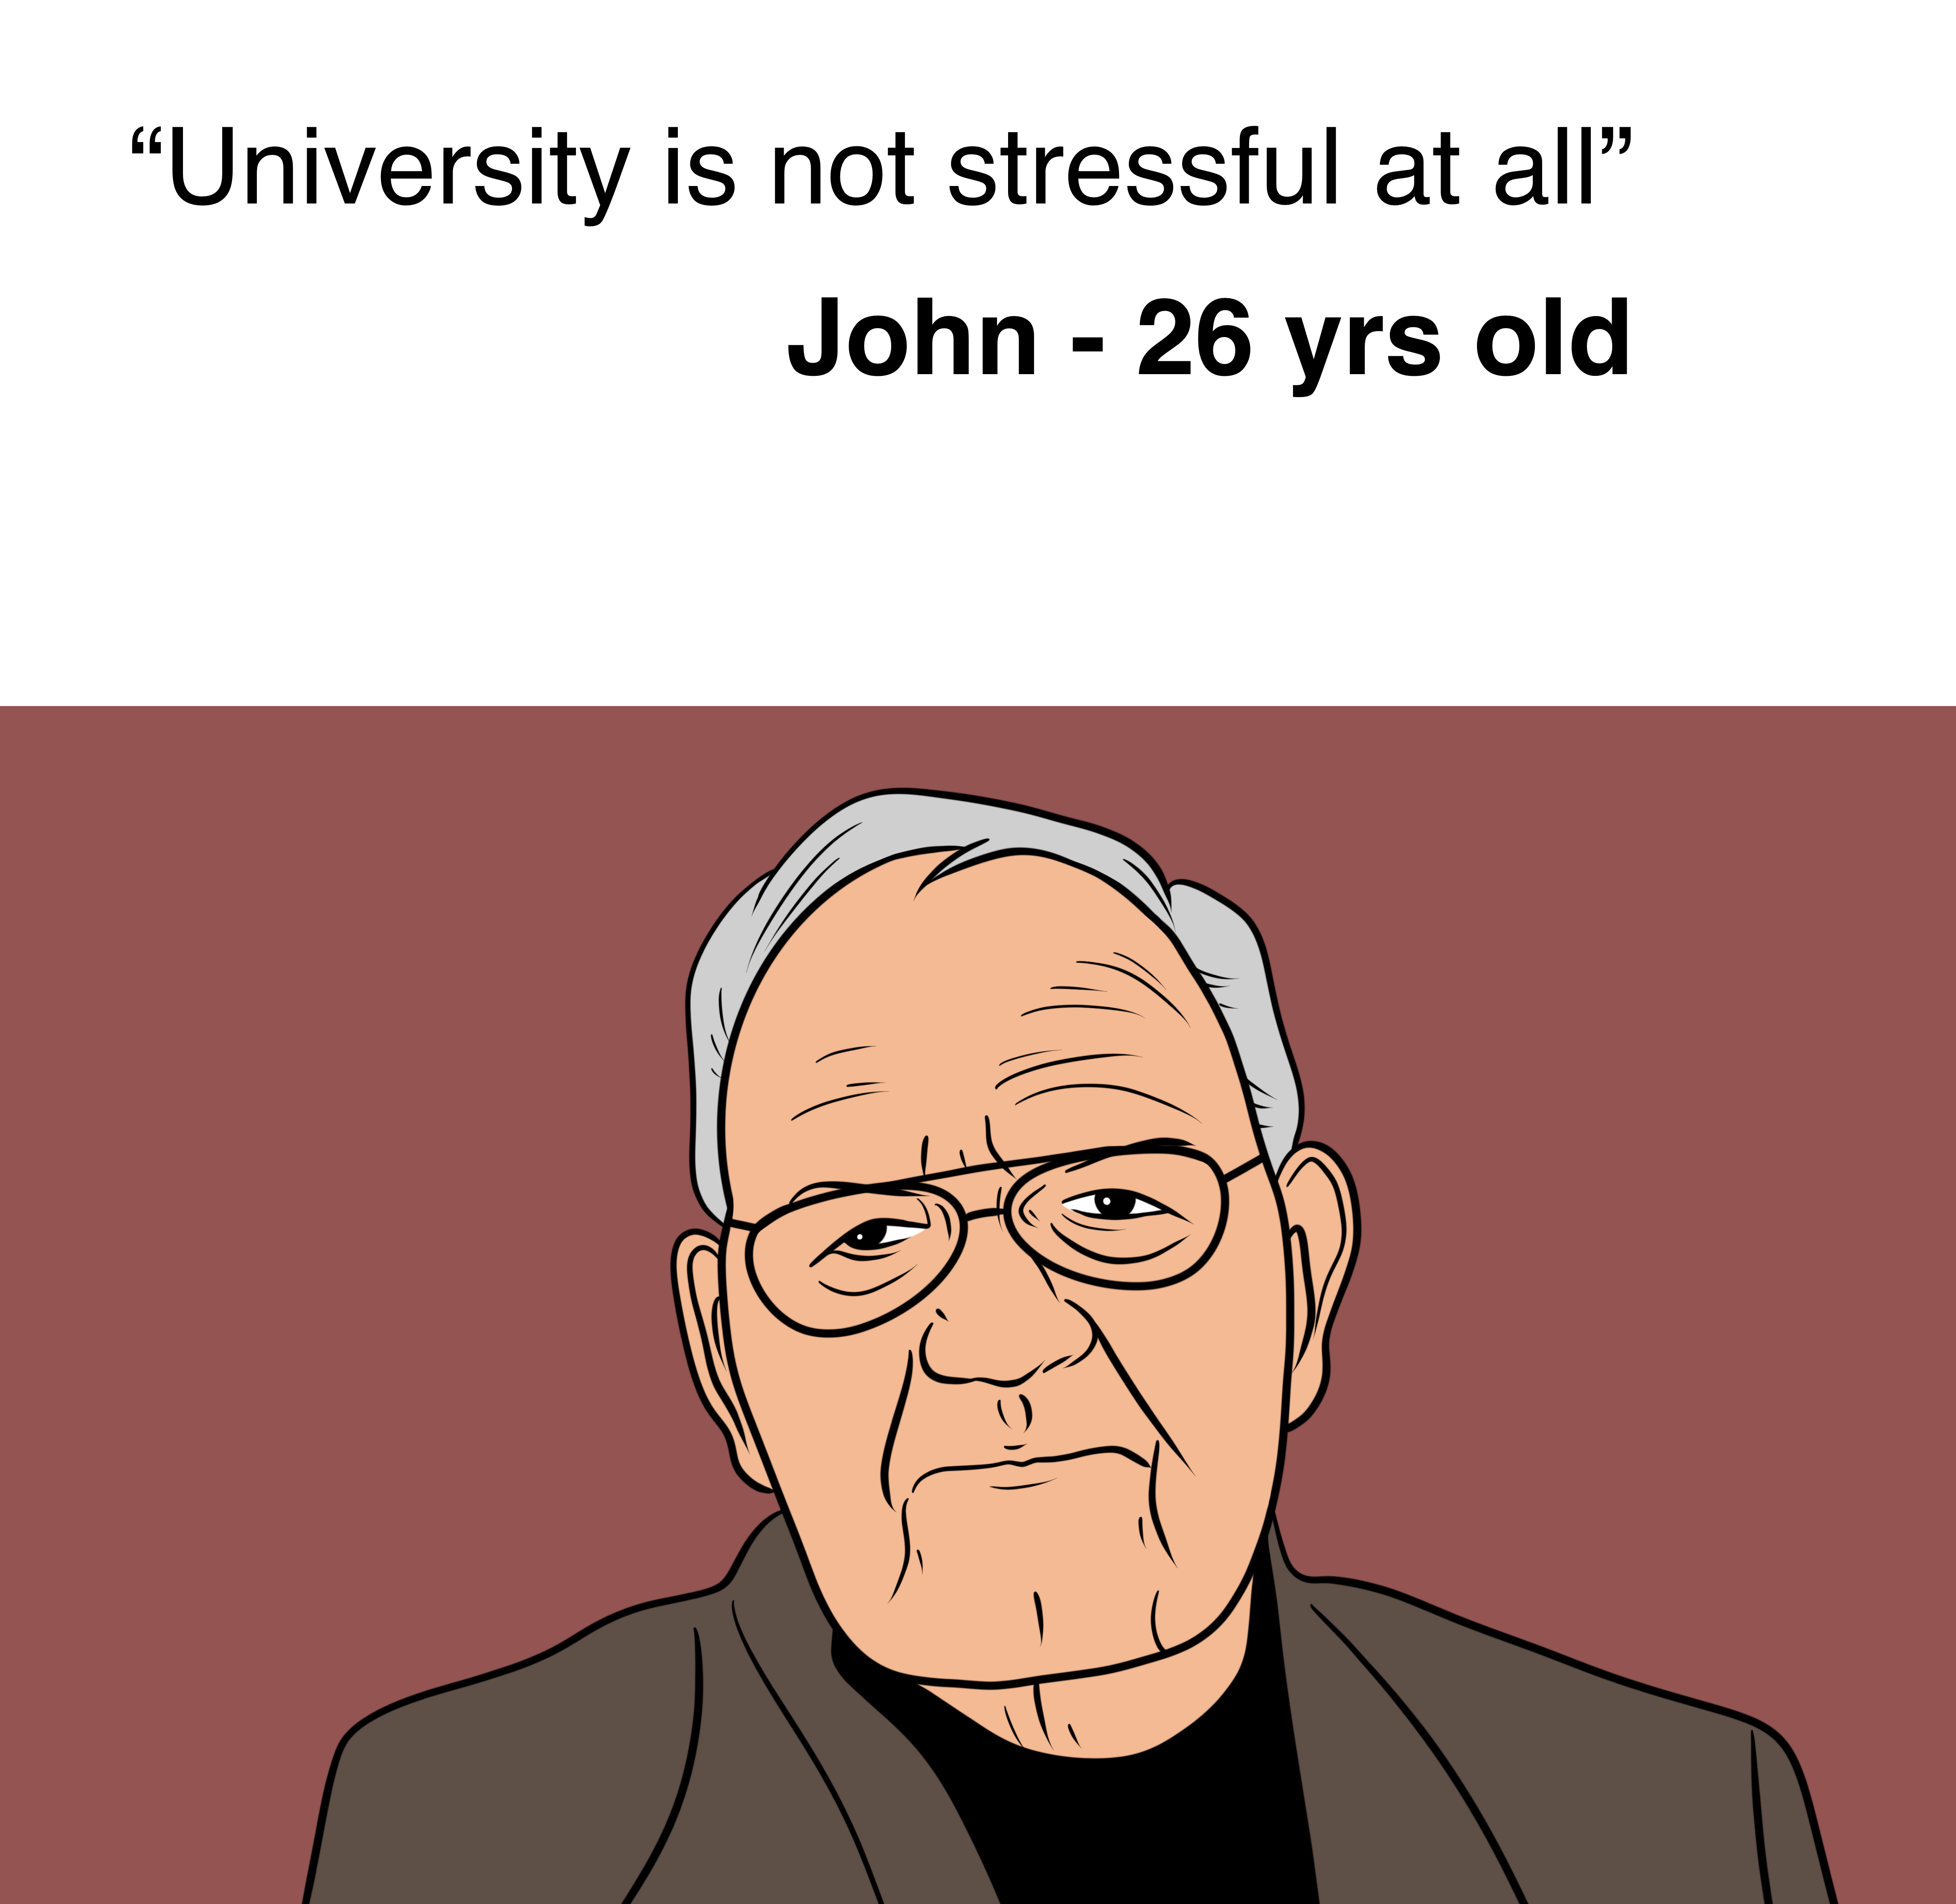 “University is not stressful at all”
John - 26 yrs old